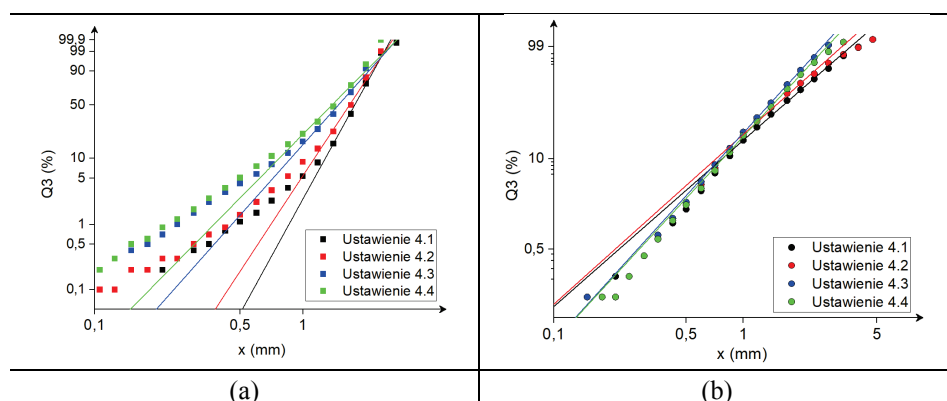 99,9
99
90
50
10
5
1
0,5
0,1
Q3 (%)
Ustawienie 4.1
Ustawienie 4.2
Ustawienie 4.3
Ustawienie 4.4
0,1
0,5
1
x (mm)
(a)
99
10
0,5
Q3 (%)
Ustawienie 4.1
Ustawienie 4.2
Ustawienie 4.3
Ustawienie 4.4
0,1
0,5
1
5
x (mm)
(b)